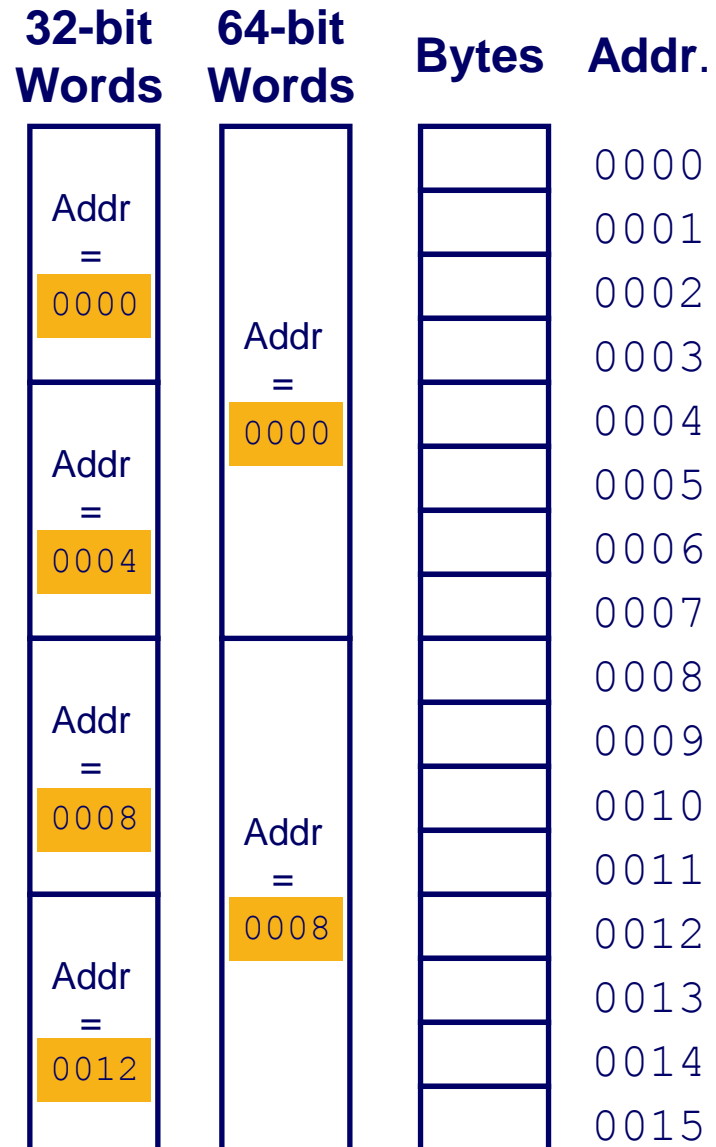 32-bit
Words
64-bit
Words
Bytes
Addr.
Addr
=
0000
Addr
=
0004
Addr
=
0008
Addr
=
0012
Addr
=
0000
Addr
=
0008
0000
0001
0002
0003
0004
0005
0006
0007
0008
0009
0010
0011
0012
0013
0014
0015